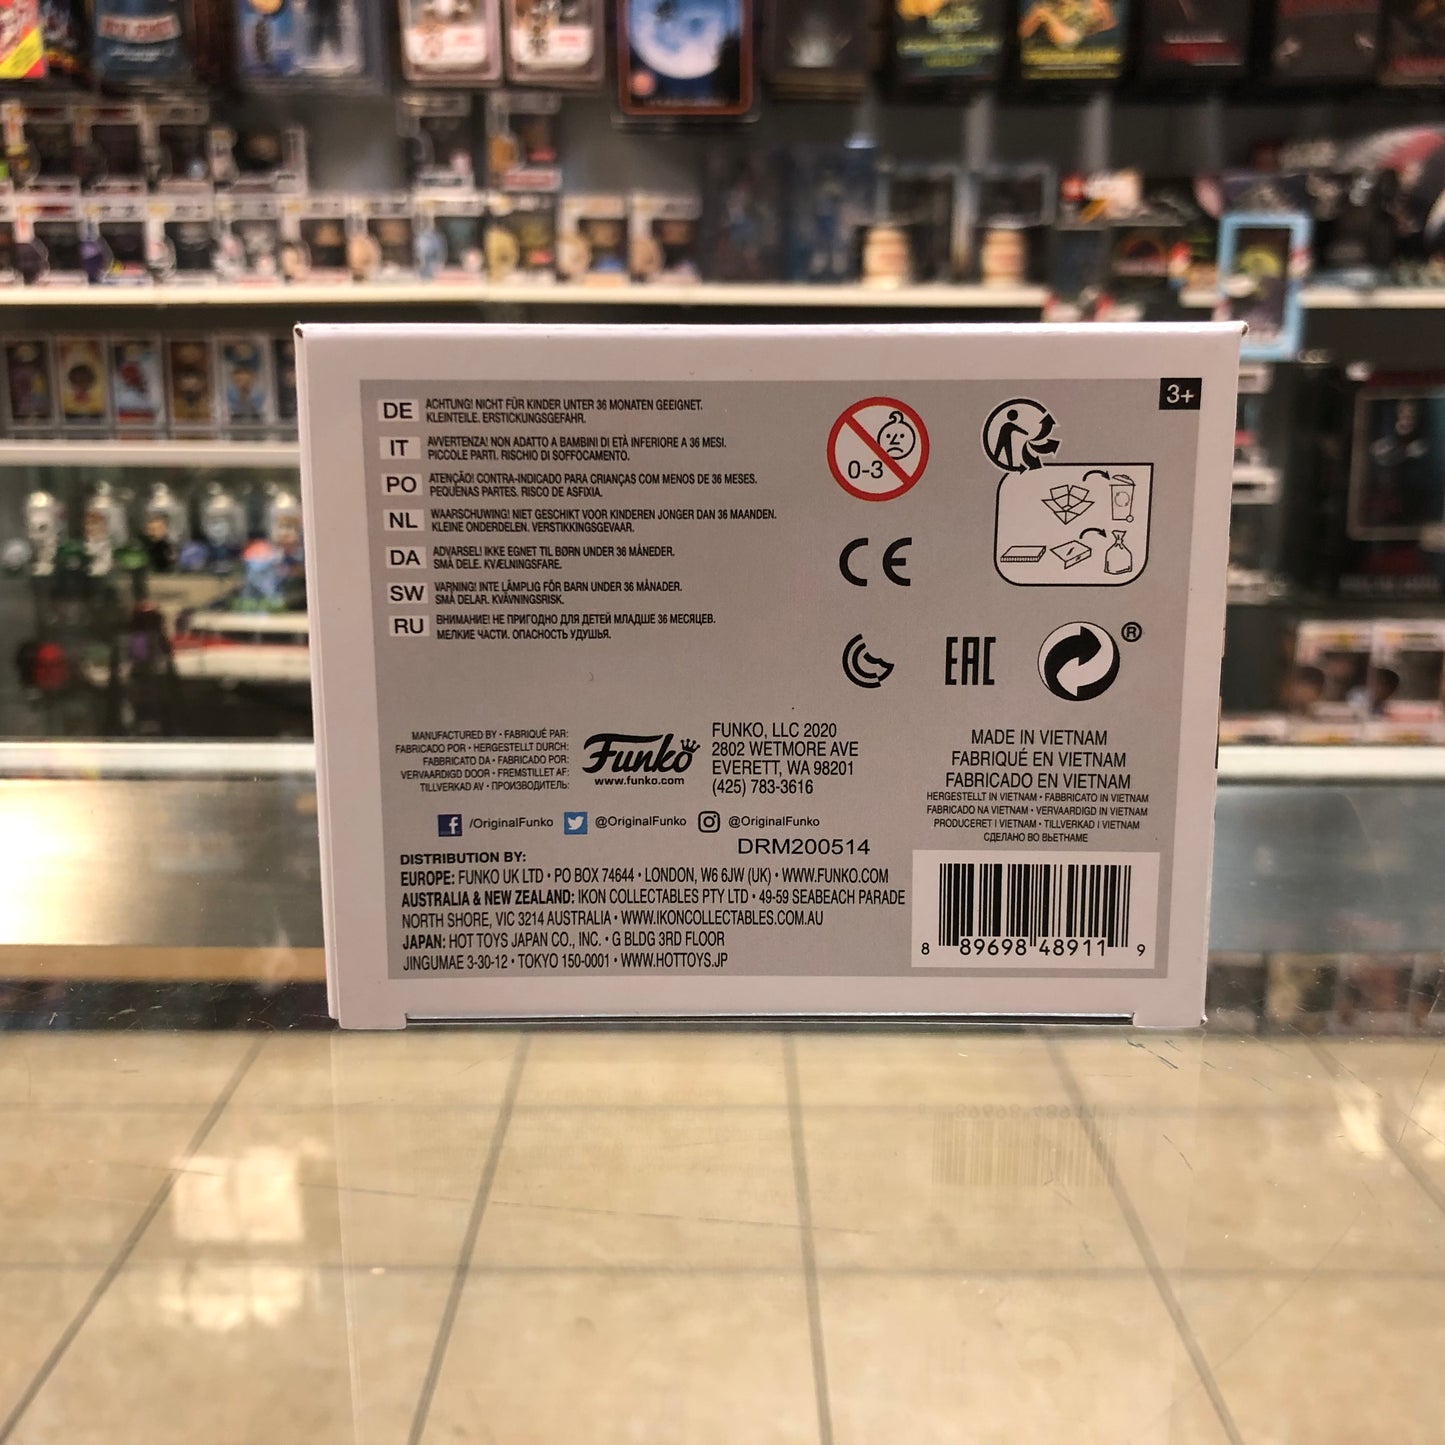 3+
DE ACHTUNG! NICHT FÜR KINDER UNTER 36 MONATEN GEEIGNET.
KLEINTEILE. ERSTICKUNGSGEFAHR.
IT AVVERTENZA! NON ADATTO A BAMBINI DI ETÀ INFERIORE A 36 MESI.
PICCOLE PARTI. RISCHIO DI SOFFOCAMENTO.
PO ATENÇÃO! CONTRA-INDICADO PARA CRIANÇAS COM MENOS DE 36 MESES.
PEQUENAS PARTES. RISCO DE ASFIXIA.
NL WAARSCHUWING! NIET GESCHIKT VOOR KINDEREN JONGER DAN 36 MAANDEN.
KLEINE ONDERDELEN. VERSTIKKINGSGEVAAR.
DA ADVARSEL! IKKE EGNET TIL BØRN UNDER 36 MÅNEDER.
SMÅ DELE. KVÆLNINGSFARE.
SW VARNING! INTE LÄMPLIG FÖR BARN UNDER 36 MÅNADER.
SMÅ DELAR. KVÄVNINGSRISK.
RU ВНИМАНИЕ! НЕ ПРИГОДНО ДЛЯ ДЕТЕЙ МЛАДШЕ 36 МЕСЯЦЕВ.
МЕЛКИЕ ЧАСТИ. ОПАСНОСТЬ УДУШЬЯ.
0-3
CE
EAC
®
MANUFACTURED BY • FABRIQUÉ PAR:
FABRICADO POR • HERGESTELLT DURCH:
FABBRICATO DA • FABRICADO POR:
VERVAARDIGD DOOR • FREMSTILLET AF:
TILLVERKAD AV • ПРОИЗВОДИТЕЛЬ:
Funko
www.funko.com
FUNKO, LLC 2020
2802 WETMORE AVE
EVERETT, WA 98201
(425) 783-3616
MADE IN VIETNAM
FABRIQUÉ EN VIETNAM
FABRICADO EN VIETNAM
HERGESTELLT IN VIETNAM • FABBRICATO IN VIETNAM
FABRICADO NA VIETNAM • VERVAARDIGD IN VIETNAM
PRODUCERET I VIETNAM • TILLVERKAD I VIETNAM
СДЕЛАНО ВО ВЬЕТНАМЕ
/OriginalFunko @OriginalFunko @OriginalFunko
DRM200514
DISTRIBUTION BY:
EUROPE: FUNKO UK LTD • PO BOX 74644 • LONDON, W6 6JW (UK) • WWW.FUNKO.COM
AUSTRALIA & NEW ZEALAND: IKON COLLECTABLES PTY LTD • 49-59 SEABEACH PARADE
NORTH SHORE, VIC 3214 AUSTRALIA • WWW.IKONCOLLECTABLES.COM.AU
JAPAN: HOT TOYS JAPAN CO., INC. • G BLDG 3RD FLOOR
JINGUMAE 3-30-12 • TOKYO 150-0001 • WWW.HOTTOYS.JP
8 89698 48911 9